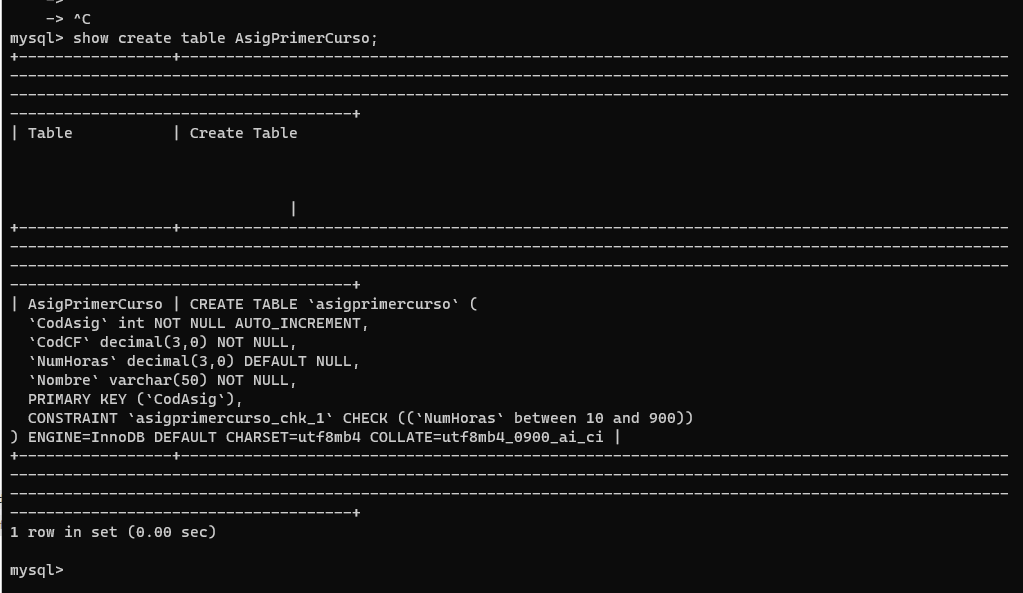 ->
-> ^C
mysql> show create table AsigPrimerCurso;
+-----------------+--------------------------------------------------------------------------------------------
---------------------------------------------------------------------------------------------------------------
---------------------------------------------------------------------------------------------------------------
--------------------------------------+
| Table           | Create Table
|
+-----------------+--------------------------------------------------------------------------------------------
---------------------------------------------------------------------------------------------------------------
---------------------------------------------------------------------------------------------------------------
--------------------------------------+
| AsigPrimerCurso | CREATE TABLE `asigprimercurso` (
`CodAsig` int NOT NULL AUTO_INCREMENT,
`CodCF` decimal(3,0) NOT NULL,
`NumHoras` decimal(3,0) DEFAULT NULL,
`Nombre` varchar(50) NOT NULL,
PRIMARY KEY (`CodAsig`),
CONSTRAINT `asigprimercurso_chk_1` CHECK ((`NumHoras` between 10 and 900))
) ENGINE=InnoDB DEFAULT CHARSET=utf8mb4 COLLATE=utf8mb4_0900_ai_ci |
+-----------------+--------------------------------------------------------------------------------------------
---------------------------------------------------------------------------------------------------------------
---------------------------------------------------------------------------------------------------------------
--------------------------------------+
1 row in set (0.00 sec)
mysql>